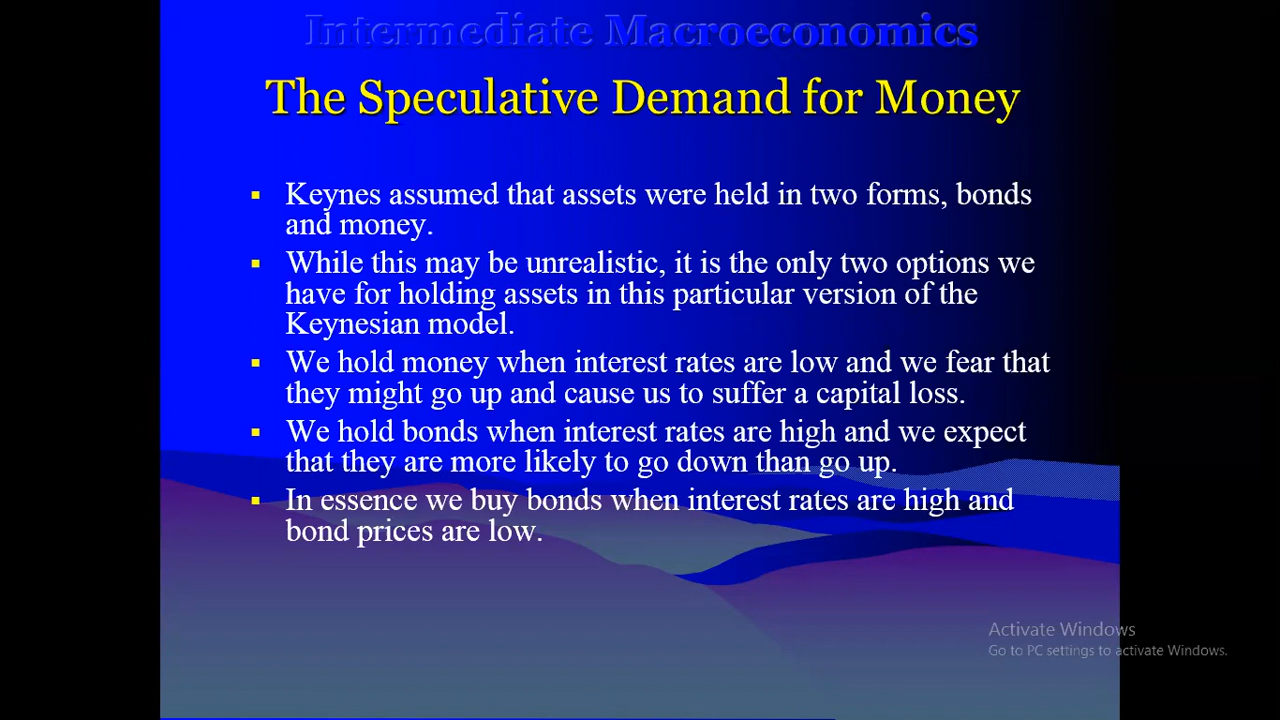 Intermediate Macroeconomics
The Speculative Demand for Money
▪ Keynes assumed that assets were held in two forms, bonds
and money.
▪ While this may be unrealistic, it is the only two options we
have for holding assets in this particular version of the
Keynesian model.
▪ We hold money when interest rates are low and we fear that
they might go up and cause us to suffer a capital loss.
▪ We hold bonds when interest rates are high and we expect
that they are more likely to go down than go up.
▪ In essence we buy bonds when interest rates are high and
bond prices are low.
Activate Windows
Go to PC settings to activate Windows.